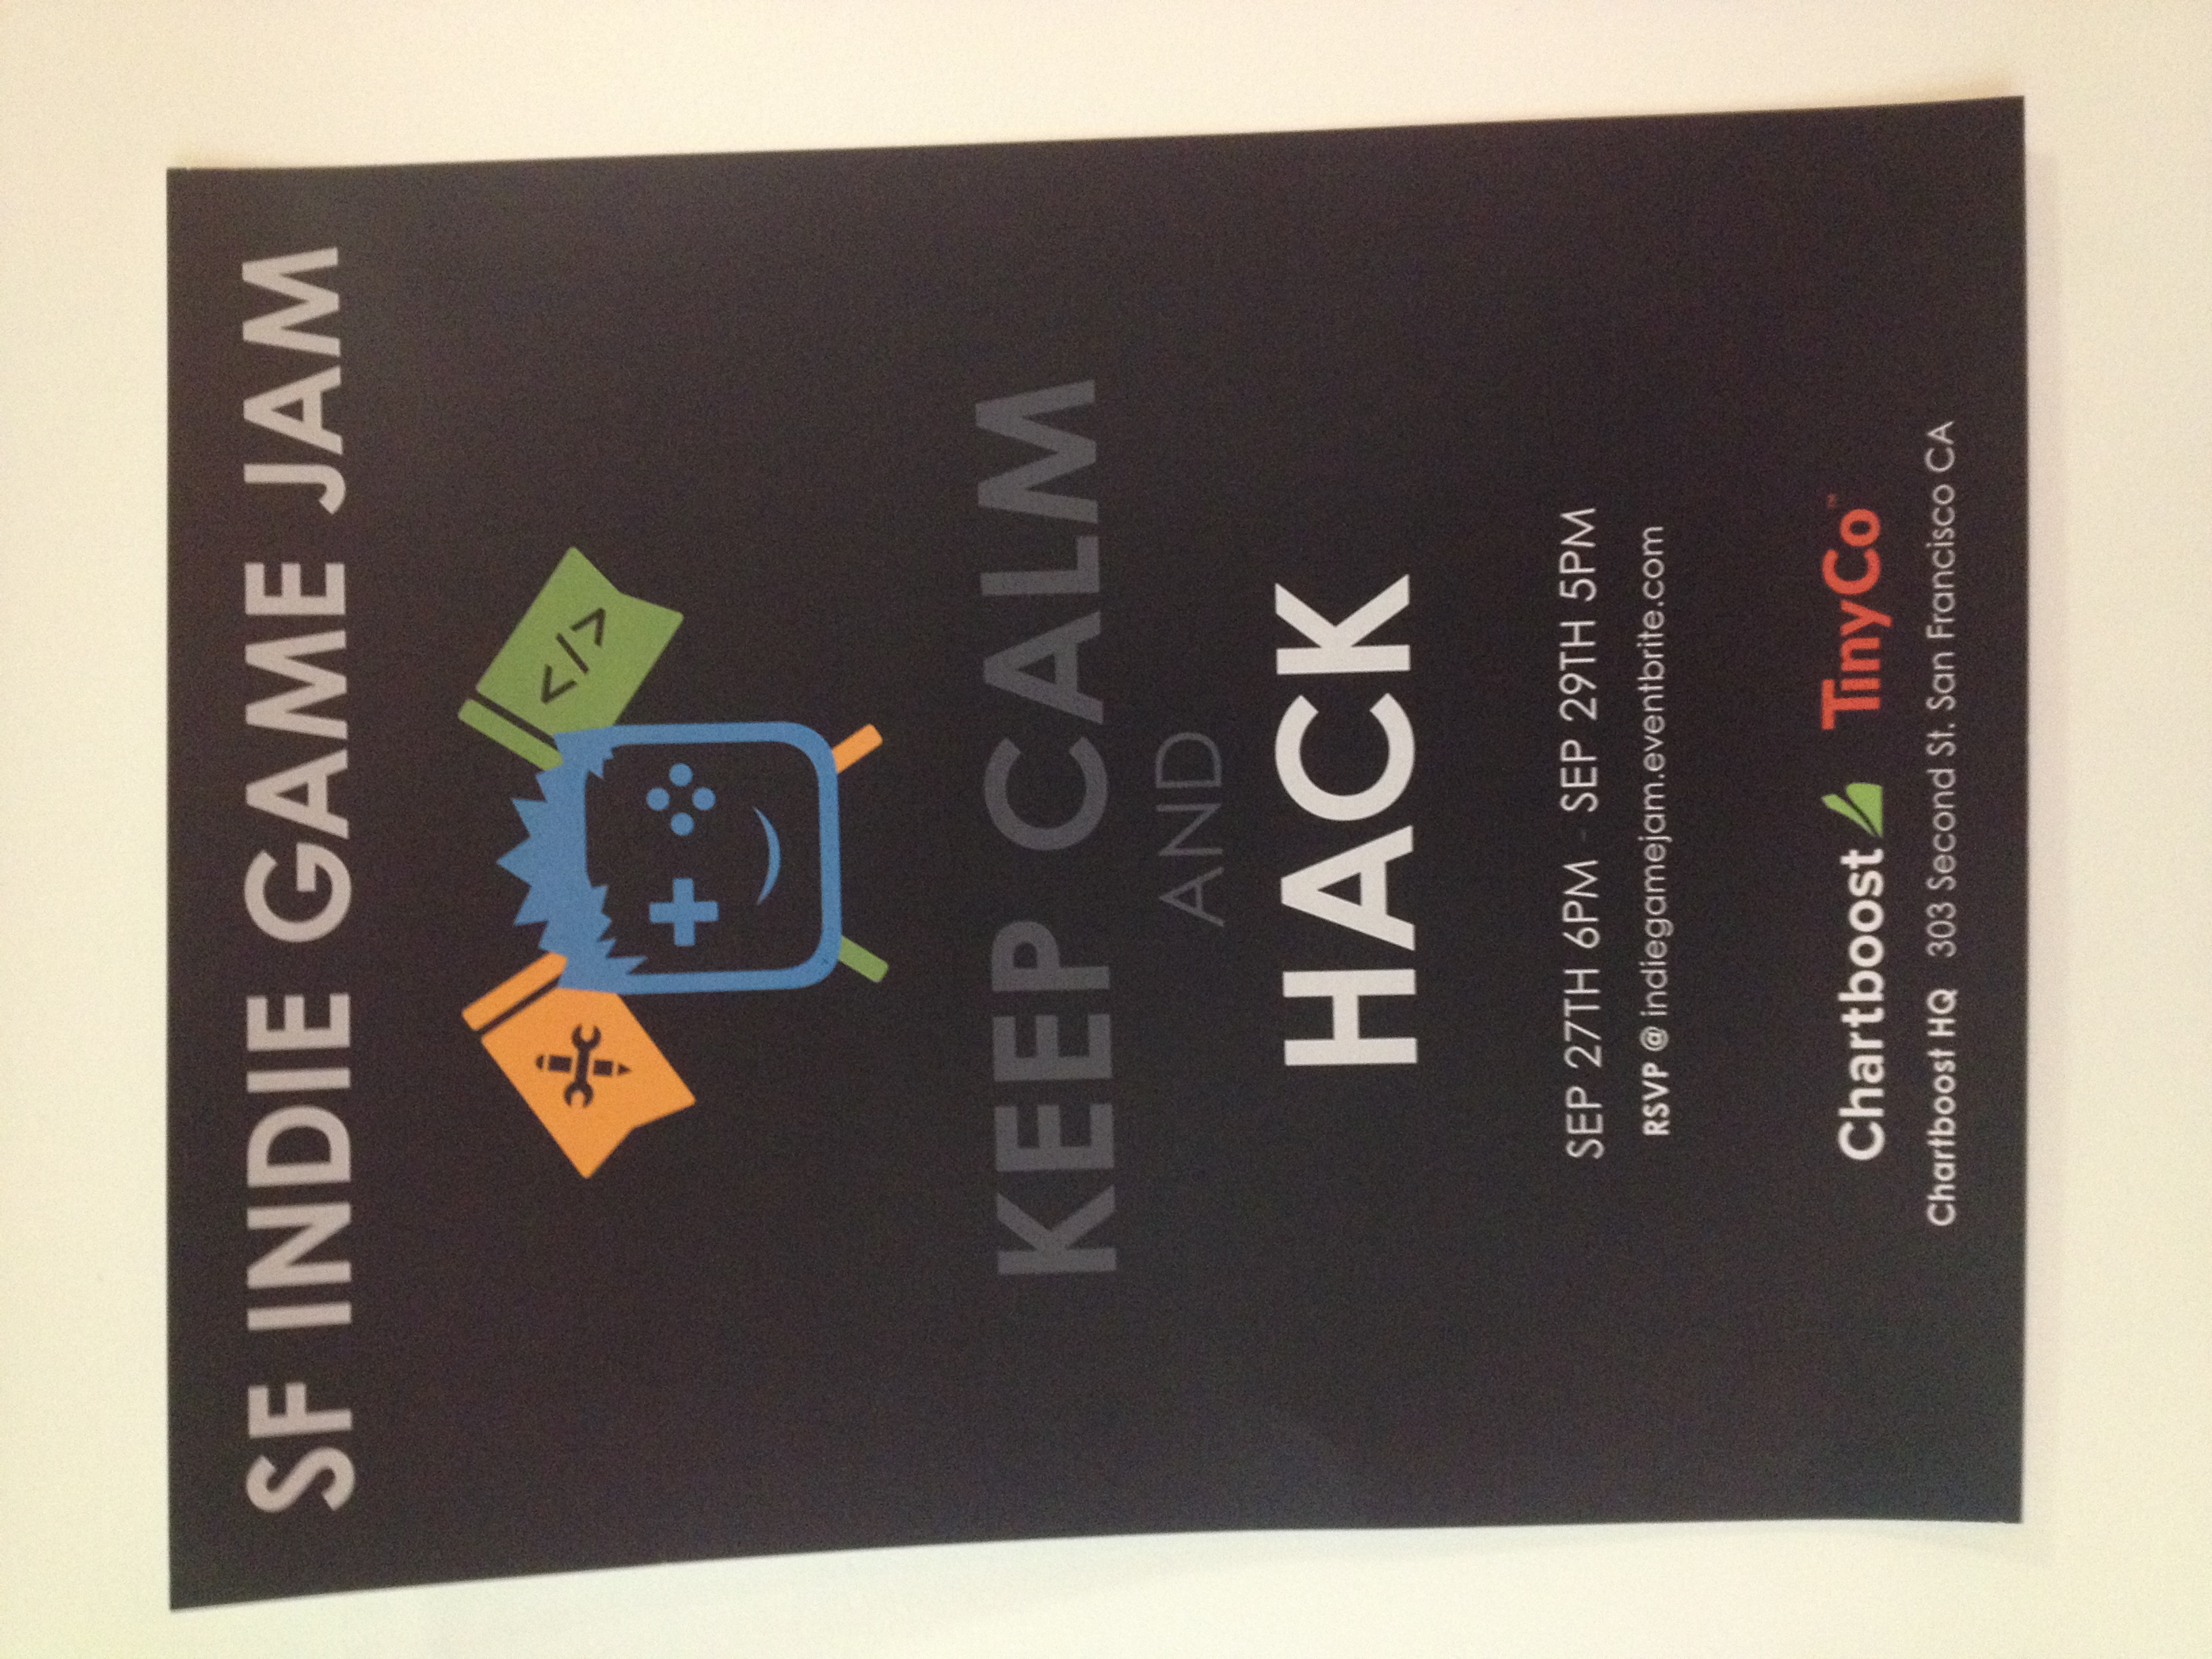 SF INDIE GAME JAM
</>
KEEP CALM
AND
HACK
SEP 27TH 6PM - SEP 29TH 5PM
RSVP @ indiegamejam.eventbrite.com
Chartboost TinyCo™
Chartboost HQ 303 Second St. San Francisco CA